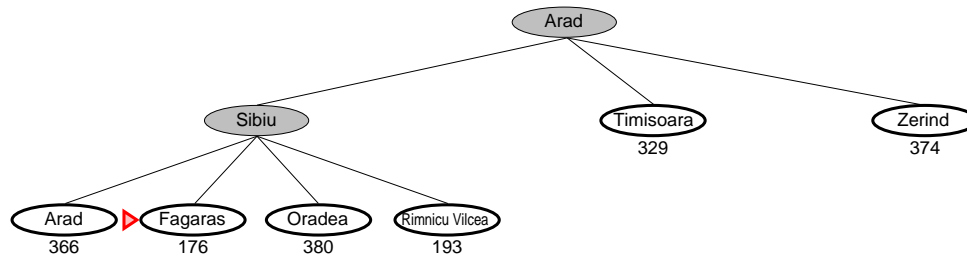 Arad
Sibiu
Timisoara
Zerind
329
374
Arad
Fagaras
Oradea
Rimnicu Vilcea
366
176
380
193